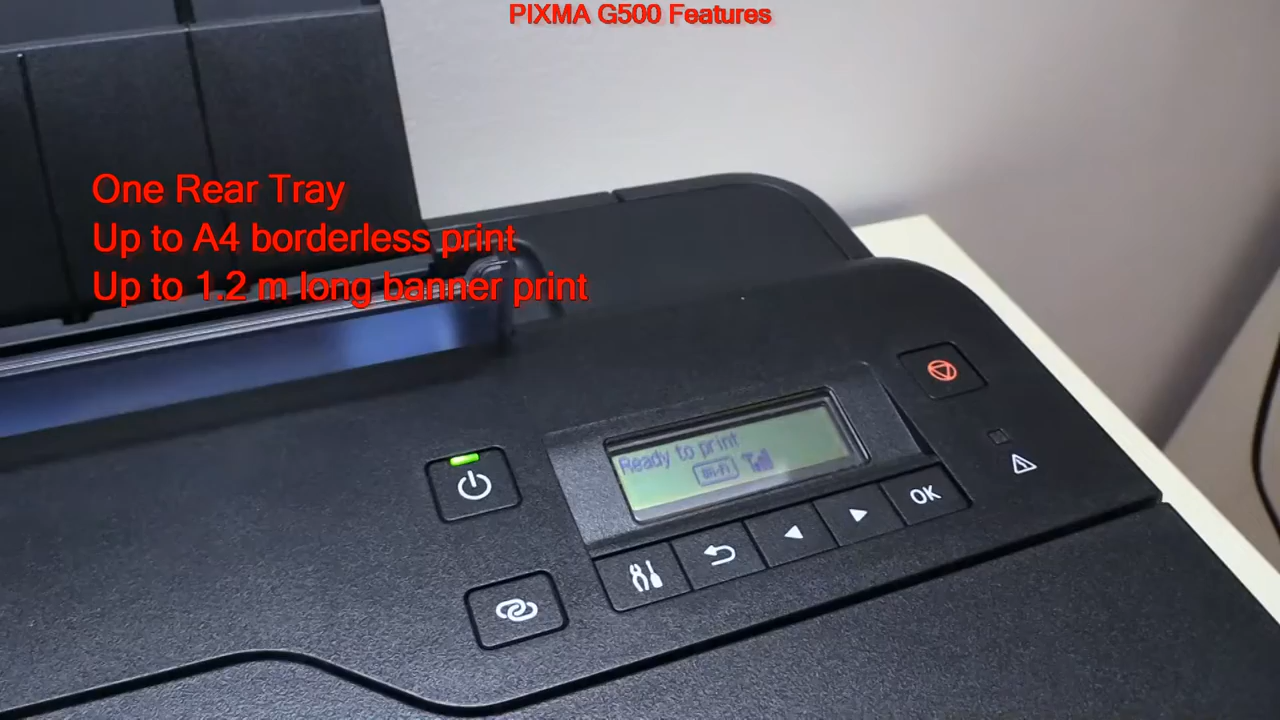 PIXMA G500 Features
One Rear Tray
Up to A4 borderless print
Up to 1.2 m long banner print
Ready to print
Wi-Fi
OK